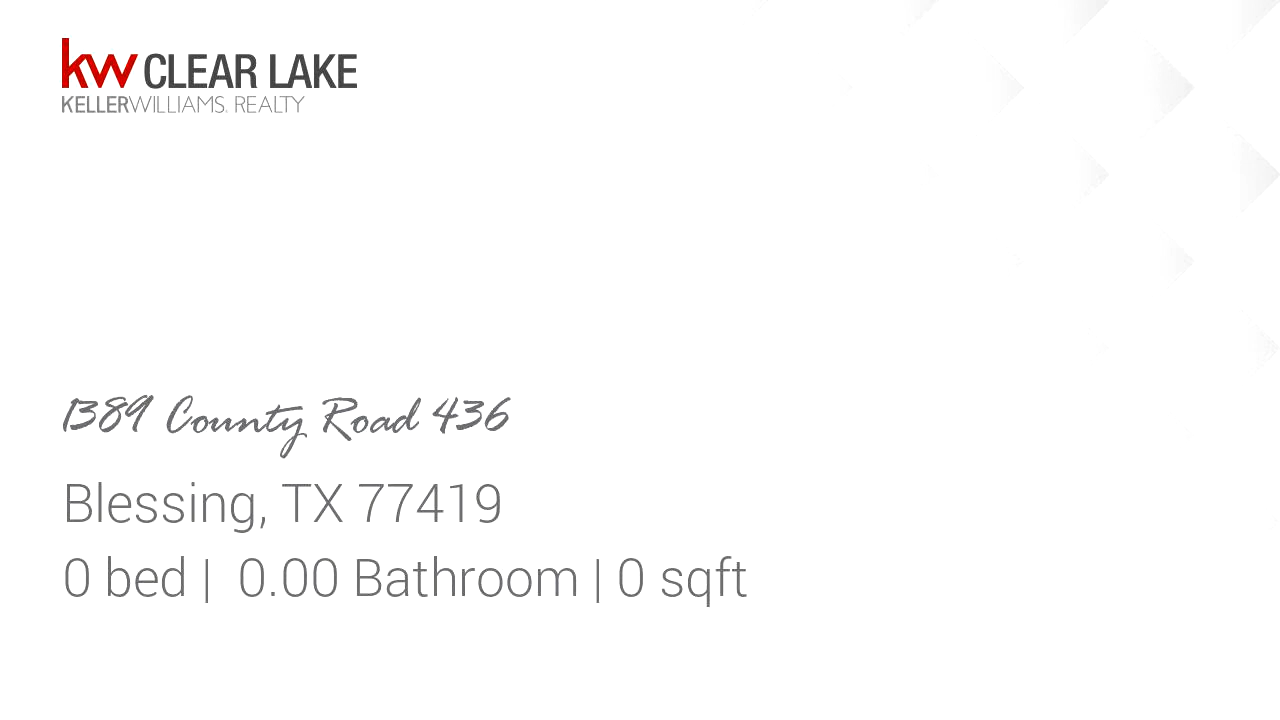 kw CLEAR LAKE
KELLERWILLIAMS. REALTY
1389 County Road 436
Blessing, TX 77419
0 bed | 0.00 Bathroom | 0 sqft